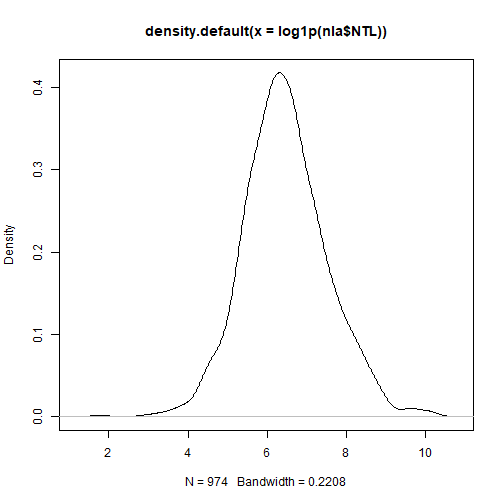 density.default(x = log1p(nla$NTL))
Density
0.4
0.3
0.2
0.1
0.0
2 4 6 8 10
N = 974 Bandwidth = 0.2208